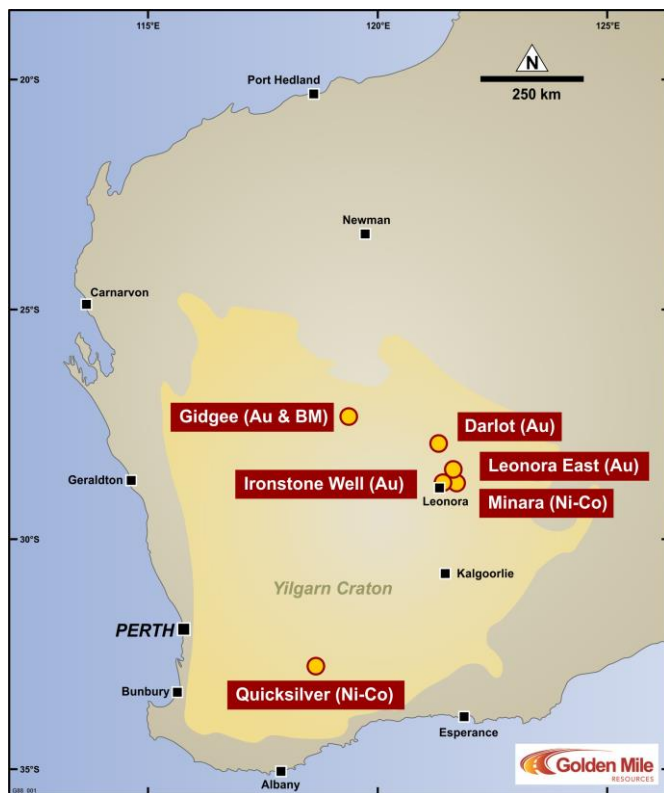 115°E
120°E
125°E
20°S
Port Hedland
N
250 km
Newman
25°S
Carnarvon
Gidgee (Au & BM)
Darlot (Au)
Leonora East (Au)
Geraldton
Ironstone Well (Au)
Minara (Ni-Co)
Leonora
30°S
Kalgoorlie
Yilgarn Craton
PERTH
Bunbury
Quicksilver (Ni-Co)
Esperance
35°S
Albany
Golden Mile
RESOURCES